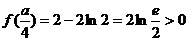 f(a/4) = 2 − 2ln 2 = 2ln e/2 > 0